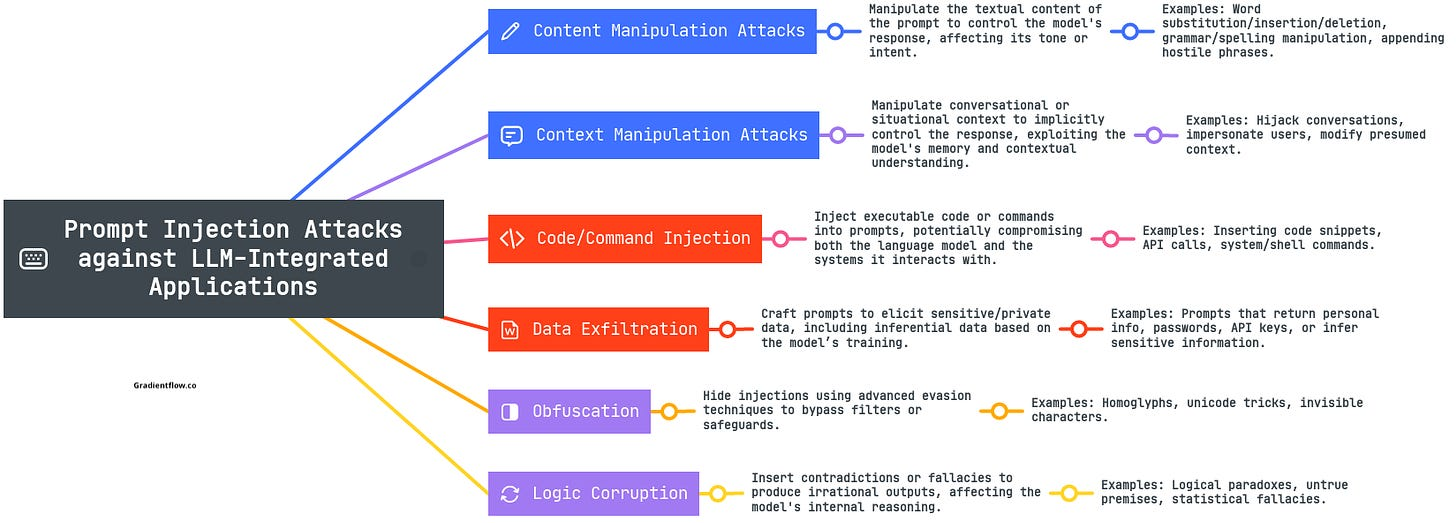 Prompt Injection Attacks
against LLM-Integrated
Applications
Gradientflow.co
Content Manipulation Attacks
Manipulate the textual content of
the prompt to control the model's
response, affecting its tone or
intent.
Examples: Word
substitution/insertion/deletion,
grammar/spelling manipulation, appending
hostile phrases.
Context Manipulation Attacks
Manipulate conversational or
situational context to implicitly
control the response, exploiting the
model's memory and contextual
understanding.
Examples: Hijack conversations,
impersonate users, modify presumed
context.
Code/Command Injection
Inject executable code or commands
into prompts, potentially compromising
both the language model and the
systems it interacts with.
Examples: Inserting code snippets,
API calls, system/shell commands.
W
Data Exfiltration
Craft prompts to elicit sensitive/private
data, including inferential data based on
the model’s training.
Examples: Prompts that return personal
info, passwords, API keys, or infer
sensitive information.
Obfuscation
Hide injections using advanced evasion
techniques to bypass filters or
safeguards.
Examples: Homoglyphs, unicode tricks, invisible
characters.
Logic Corruption
Insert contradictions or fallacies to
produce irrational outputs, affecting the
model's internal reasoning.
Examples: Logical paradoxes, untrue
premises, statistical fallacies.